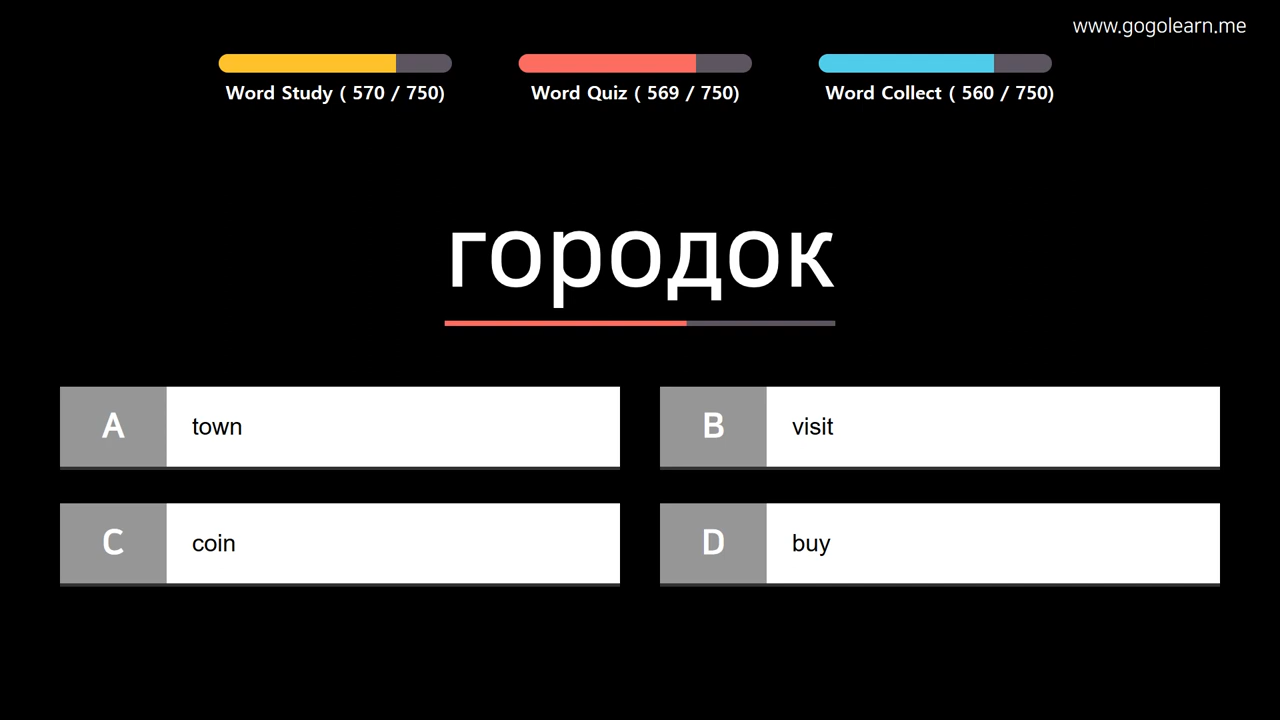 www.gogolearn.me
Word Study ( 570 / 750)
Word Quiz ( 569 / 750)
Word Collect ( 560 / 750)
городок
A town
B visit
C coin
D buy